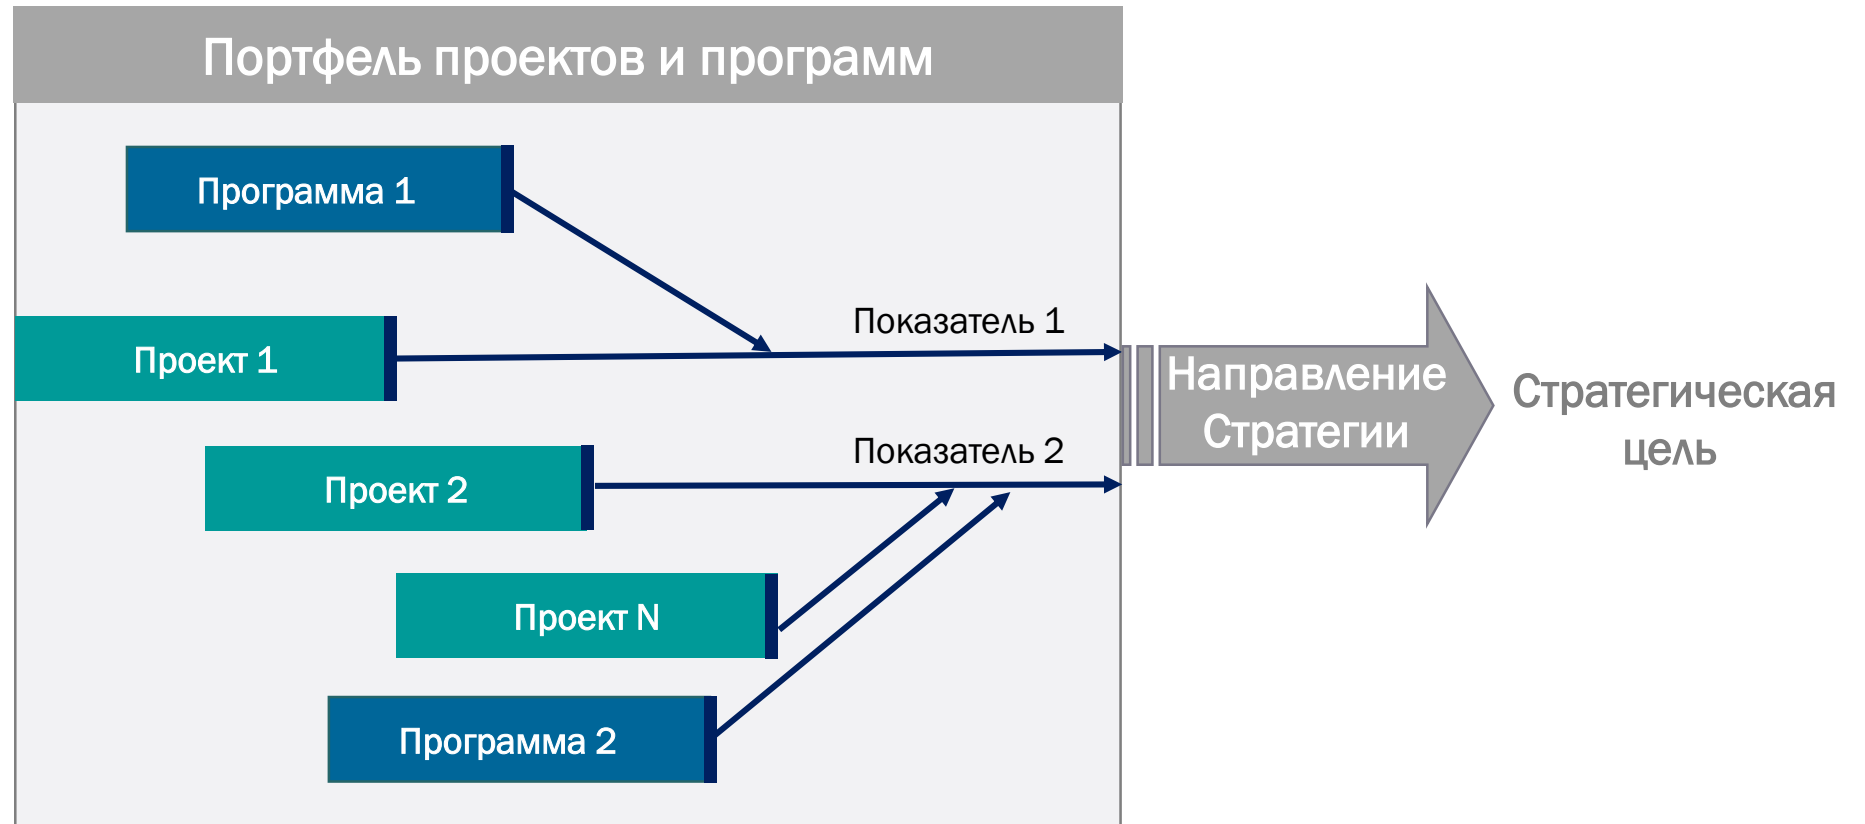 Портфель проектов и программ
Программа 1
Показатель 1
Проект 1
Направление
Стратегии
Стратегическая
цель
Показатель 2
Проект 2
Проект N
Программа 2